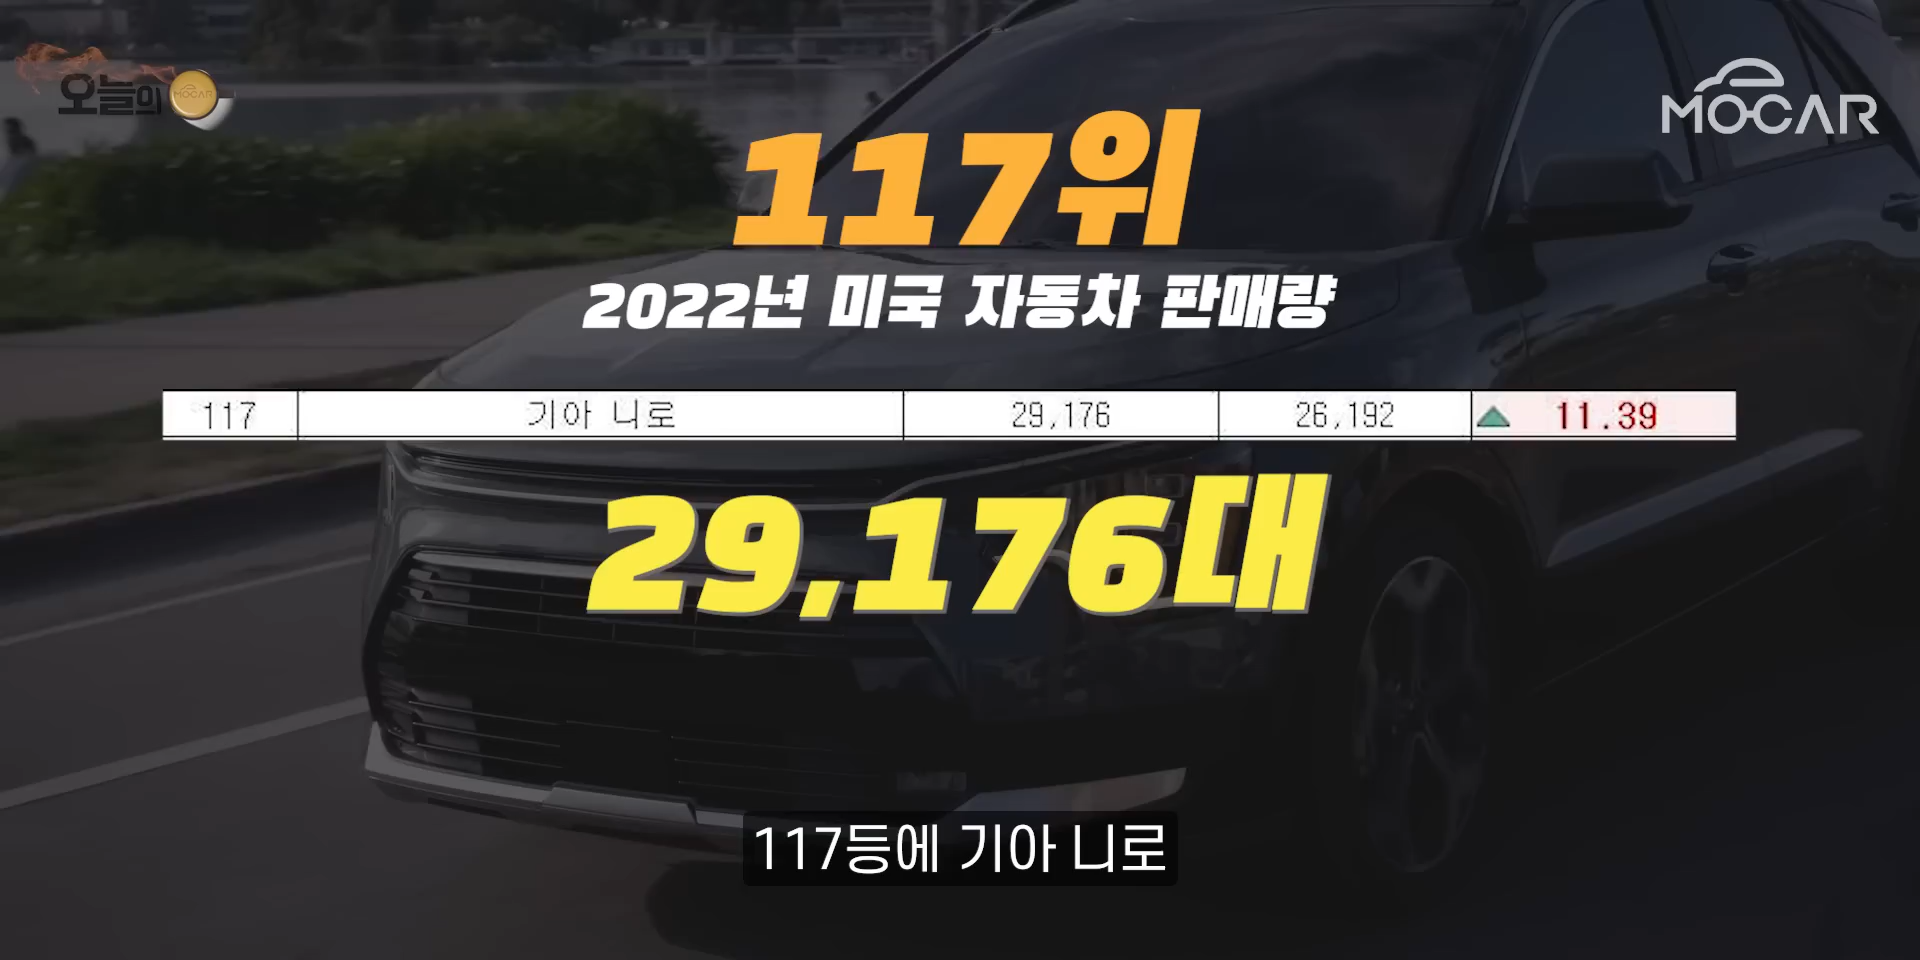 오늘의 MOCAR
MOCAR
117위
2022년 미국 자동차 판매량
117 기아 니로 29,176 26,192 ▲ 11.39
29,176대
117등에 기아 니로